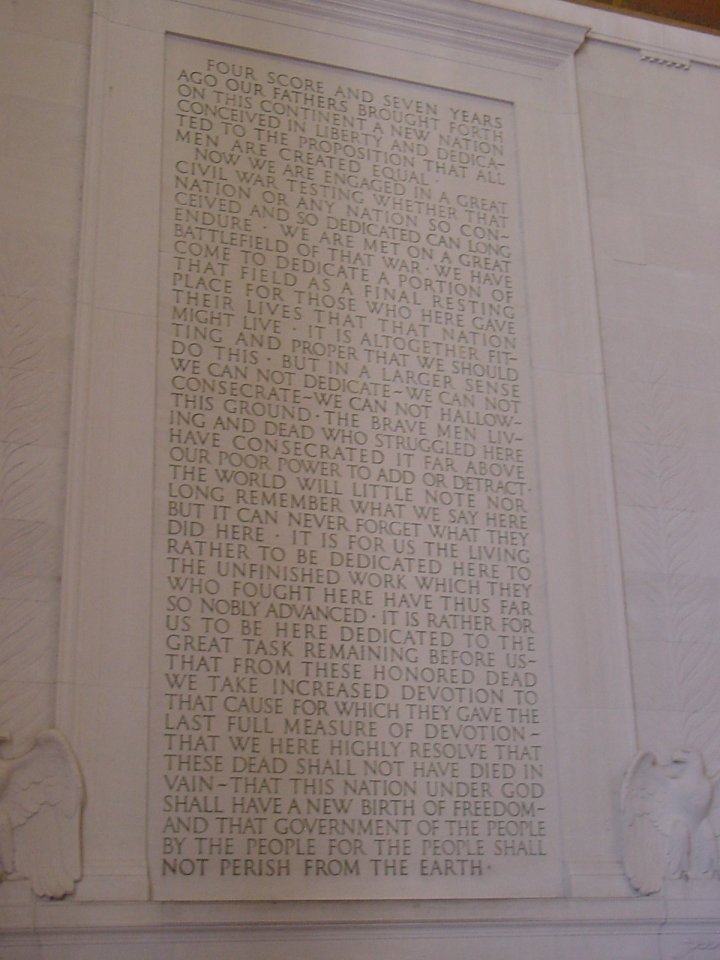 FOUR SCORE AND SEVEN YEARS
AGO OUR FATHERS BROUGHT FORTH
ON THIS CONTINENT A NEW NATION
CONCEIVED IN LIBERTY AND DEDICA-
TED TO THE PROPOSITION THAT ALL
MEN ARE CREATED EQUAL ·
NOW WE ARE ENGAGED IN A GREAT
CIVIL WAR TESTING WHETHER THAT
NATION OR ANY NATION SO CON-
CEIVED AND SO DEDICATED CAN LONG
ENDURE · WE ARE MET ON A GREAT
BATTLEFIELD OF THAT WAR · WE HAVE
COME TO DEDICATE A PORTION OF
THAT FIELD AS A FINAL RESTING
PLACE FOR THOSE WHO HERE GAVE
THEIR LIVES THAT THAT NATION
MIGHT LIVE · IT IS ALTOGETHER FIT-
TING AND PROPER THAT WE SHOULD
DO THIS · BUT IN A LARGER SENSE
WE CAN NOT DEDICATE~WE CAN NOT
CONSECRATE~WE CAN NOT HALLOW~
THIS GROUND · THE BRAVE MEN LIV-
ING AND DEAD WHO STRUGGLED HERE
HAVE CONSECRATED IT FAR ABOVE
OUR POOR POWER TO ADD OR DETRACT ·
THE WORLD WILL LITTLE NOTE NOR
LONG REMEMBER WHAT WE SAY HERE
BUT IT CAN NEVER FORGET WHAT THEY
DID HERE · IT IS FOR US THE LIVING
RATHER TO BE DEDICATED HERE TO
THE UNFINISHED WORK WHICH THEY
WHO FOUGHT HERE HAVE THUS FAR
SO NOBLY ADVANCED · IT IS RATHER FOR
US TO BE HERE DEDICATED TO THE
GREAT TASK REMAINING BEFORE US~
THAT FROM THESE HONORED DEAD
WE TAKE INCREASED DEVOTION TO
THAT CAUSE FOR WHICH THEY GAVE THE
LAST FULL MEASURE OF DEVOTION~
THAT WE HERE HIGHLY RESOLVE THAT
THESE DEAD SHALL NOT HAVE DIED IN
VAIN~THAT THIS NATION UNDER GOD
SHALL HAVE A NEW BIRTH OF FREEDOM~
AND THAT GOVERNMENT OF THE PEOPLE
BY THE PEOPLE FOR THE PEOPLE SHALL
NOT PERISH FROM THE EARTH ·